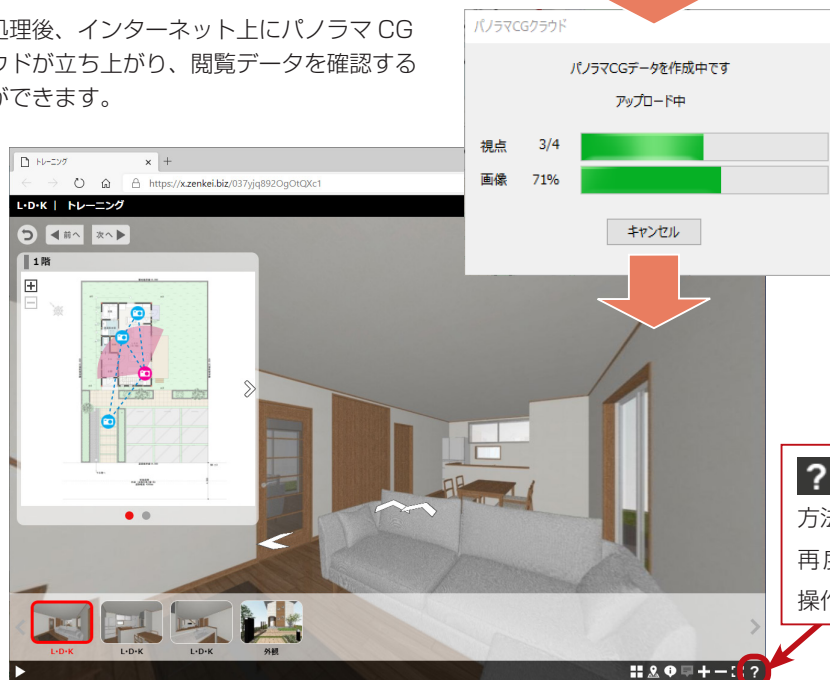 処理後、インターネット上にパノラマ CG
ウドが立ち上がり、閲覧データを確認する
ができます。
パノラマCGクラウド
パノラマCGデータを作成中です
アップロード中
視点 3/4
画像 71%
キャンセル
トレーニング
https://x.zenkei.biz/037yjq892OgOtQXc1
L・D・K | トレーニング
前へ 次へ
1階
?
方法
再度
操作
L・D・K L・D・K L・D・K 外観
?